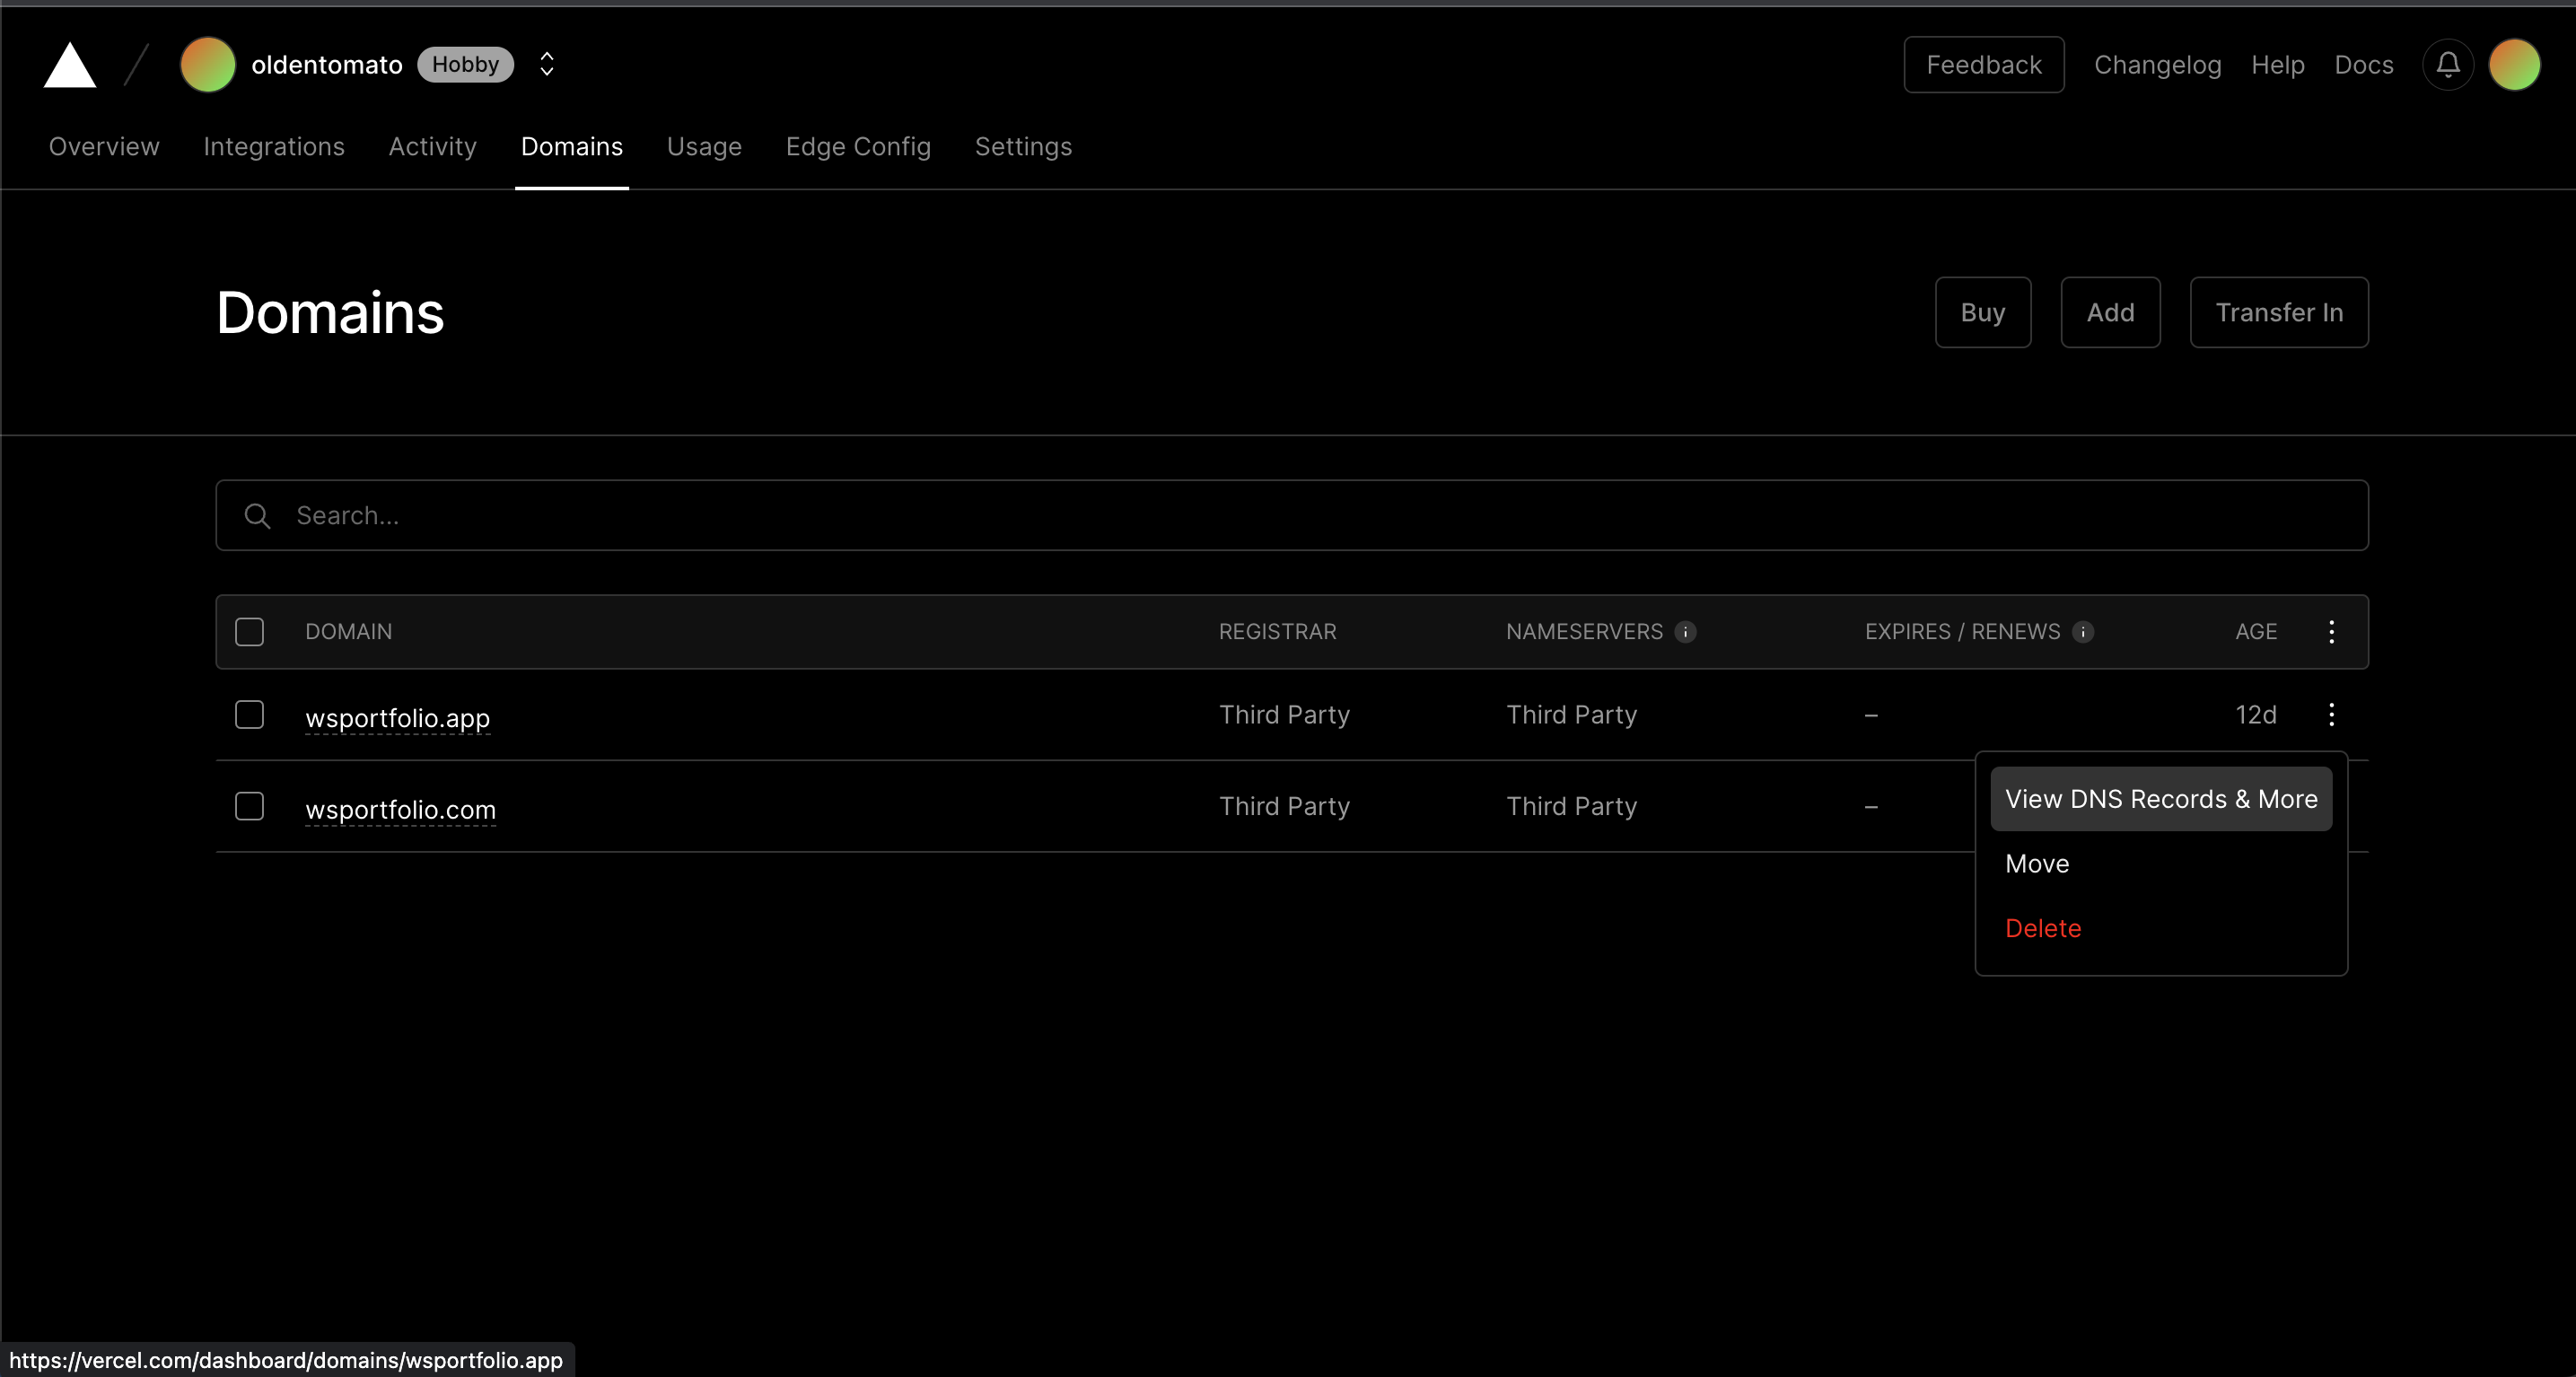 oldentomato Hobby
Feedback Changelog Help Docs
Overview Integrations Activity Domains Usage Edge Config Settings
Domains
Buy Add Transfer In
Search...
DOMAIN REGISTRAR NAMESERVERS EXPIRES / RENEWS AGE
wsportfolio.app Third Party Third Party – 12d
wsportfolio.com Third Party Third Party –
View DNS Records & More
Move
Delete
https://vercel.com/dashboard/domains/wsportfolio.app